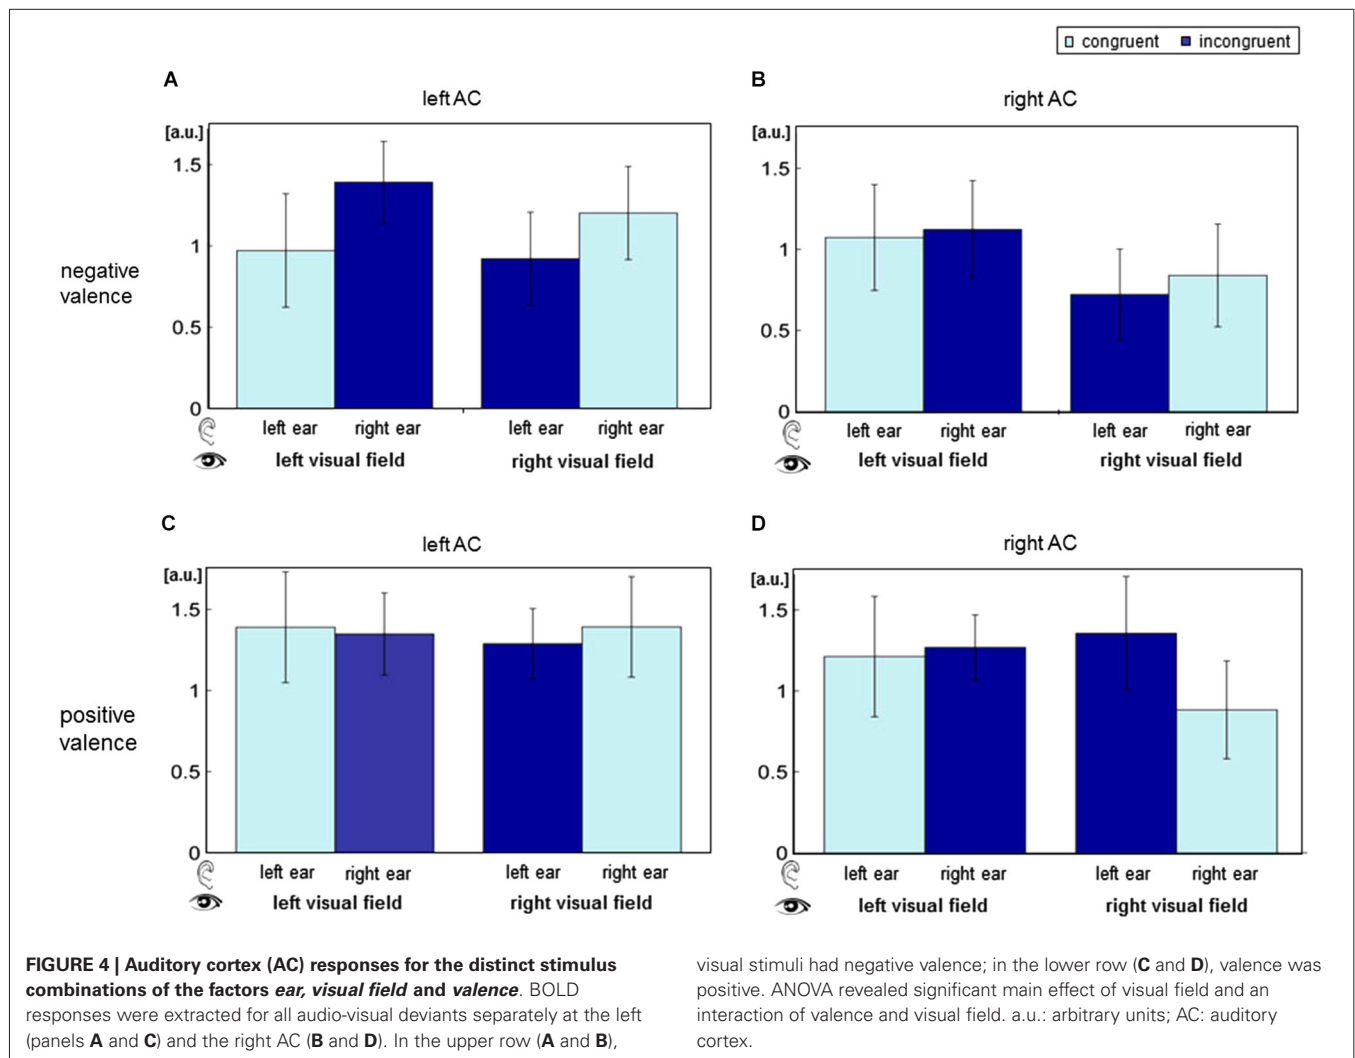 congruent incongruent
A
left AC
[a.u.]
1.5
1
0.5
0
negative
valence
left ear right ear left ear right ear
left visual field right visual field
B
right AC
[a.u.]
1.5
1
0.5
0
left ear right ear left ear right ear
left visual field right visual field
C
left AC
[a.u.]
1.5
1
0.5
0
positive
valence
left ear right ear left ear right ear
left visual field right visual field
D
right AC
[a.u.]
1.5
1
0.5
0
left ear right ear left ear right ear
left visual field right visual field
FIGURE 4 | Auditory cortex (AC) responses for the distinct stimulus
combinations of the factors ear, visual field and valence. BOLD
responses were extracted for all audio-visual deviants separately at the left
(panels A and C) and the right AC (B and D). In the upper row (A and B),
visual stimuli had negative valence; in the lower row (C and D), valence was
positive. ANOVA revealed significant main effect of visual field and an
interaction of valence and visual field. a.u.: arbitrary units; AC: auditory
cortex.